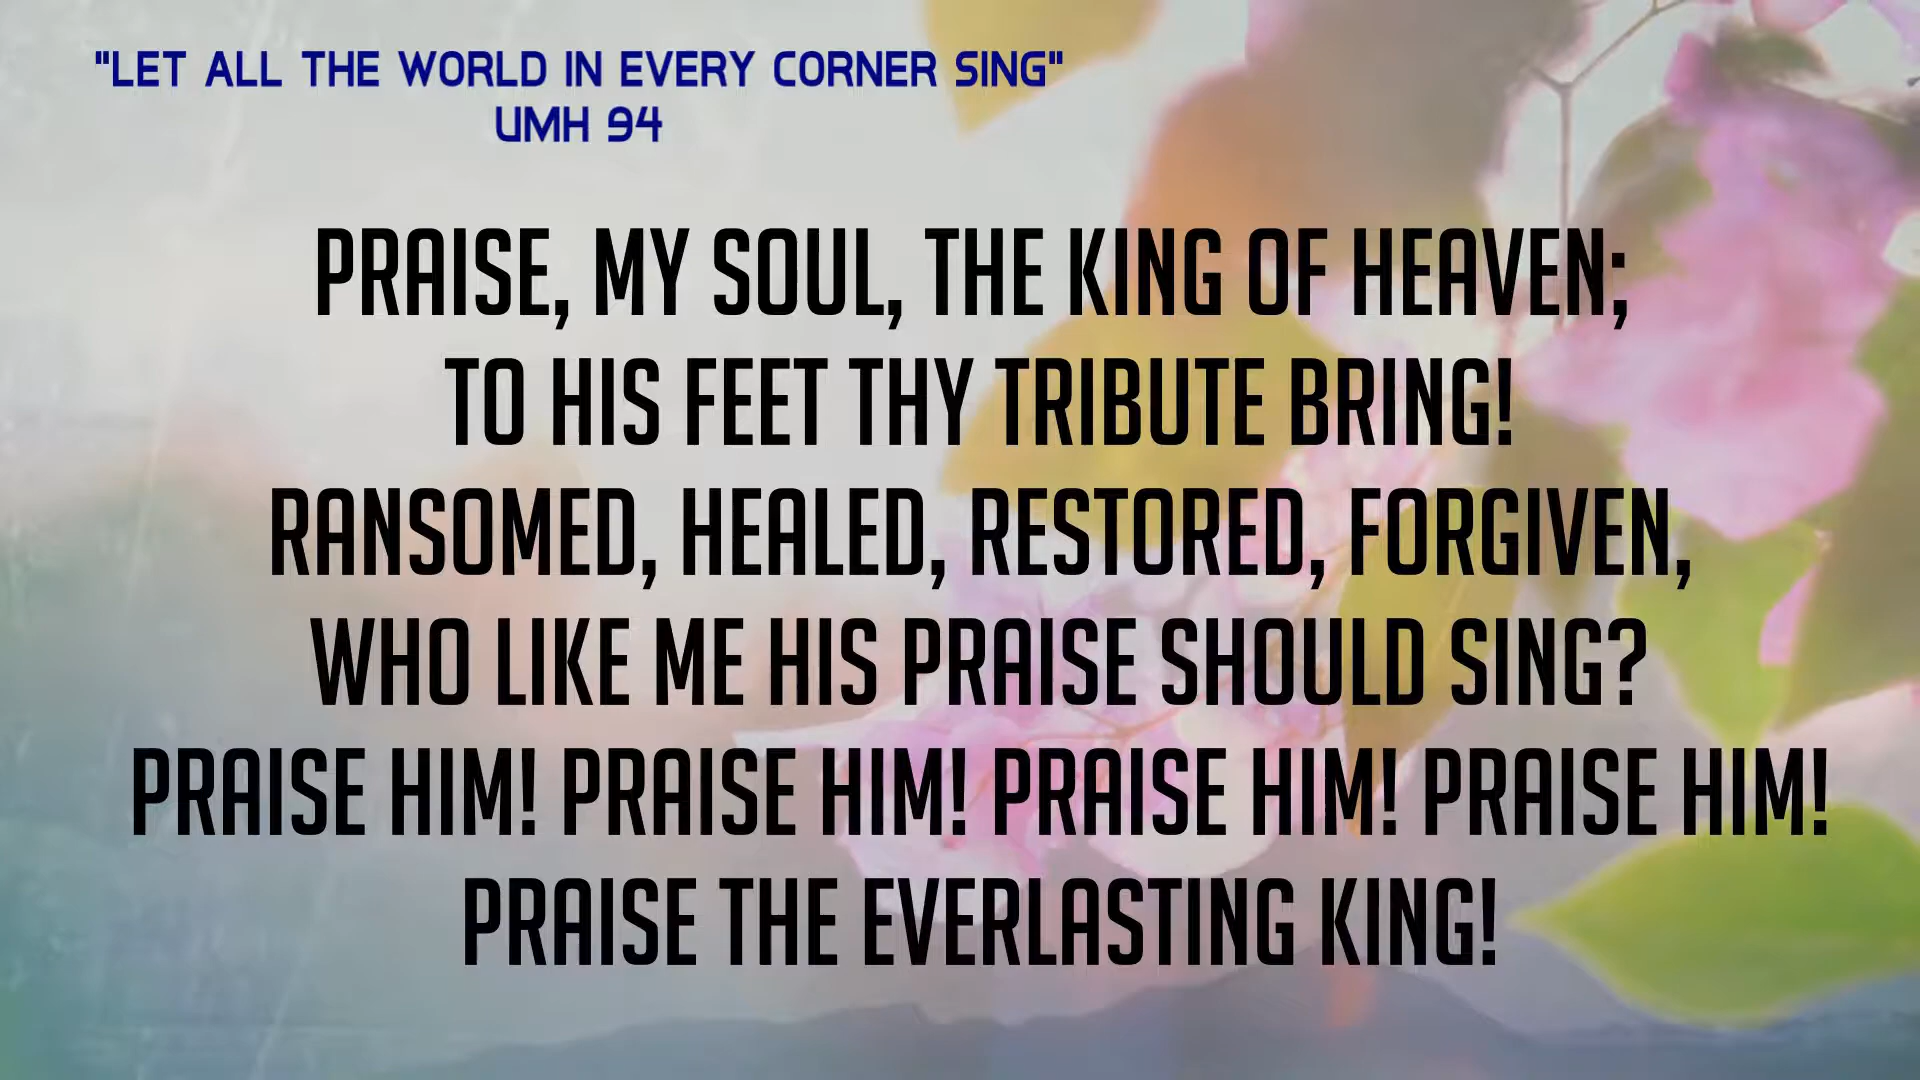 "LET ALL THE WORLD IN EVERY CORNER SING"
UMH 94
PRAISE, MY SOUL, THE KING OF HEAVEN;
TO HIS FEET THY TRIBUTE BRING!
RANSOMED, HEALED, RESTORED, FORGIVEN,
WHO LIKE ME HIS PRAISE SHOULD SING?
PRAISE HIM! PRAISE HIM! PRAISE HIM! PRAISE HIM!
PRAISE THE EVERLASTING KING!